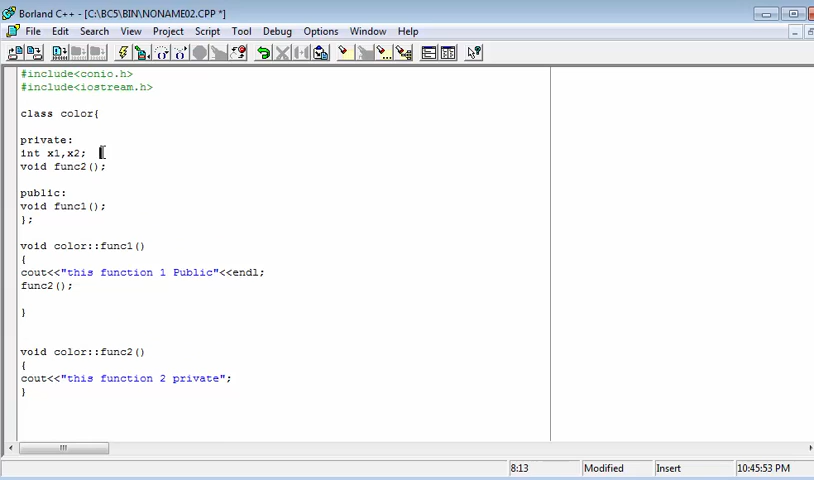 Borland C++ - [C:\BC5\BIN\NONAME02.CPP *]
File Edit Search View Project Script Tool Debug Options Window Help
#include<conio.h>
#include<iostream.h>
class color{
private:
int x1,x2;
void func2();
public:
void func1();
};
void color::func1()
{
cout<<"this function 1 Public"<<endl;
func2();
}
void color::func2()
{
cout<<"this function 2 private";
}
8:13 Modified Insert 10:45:53 PM